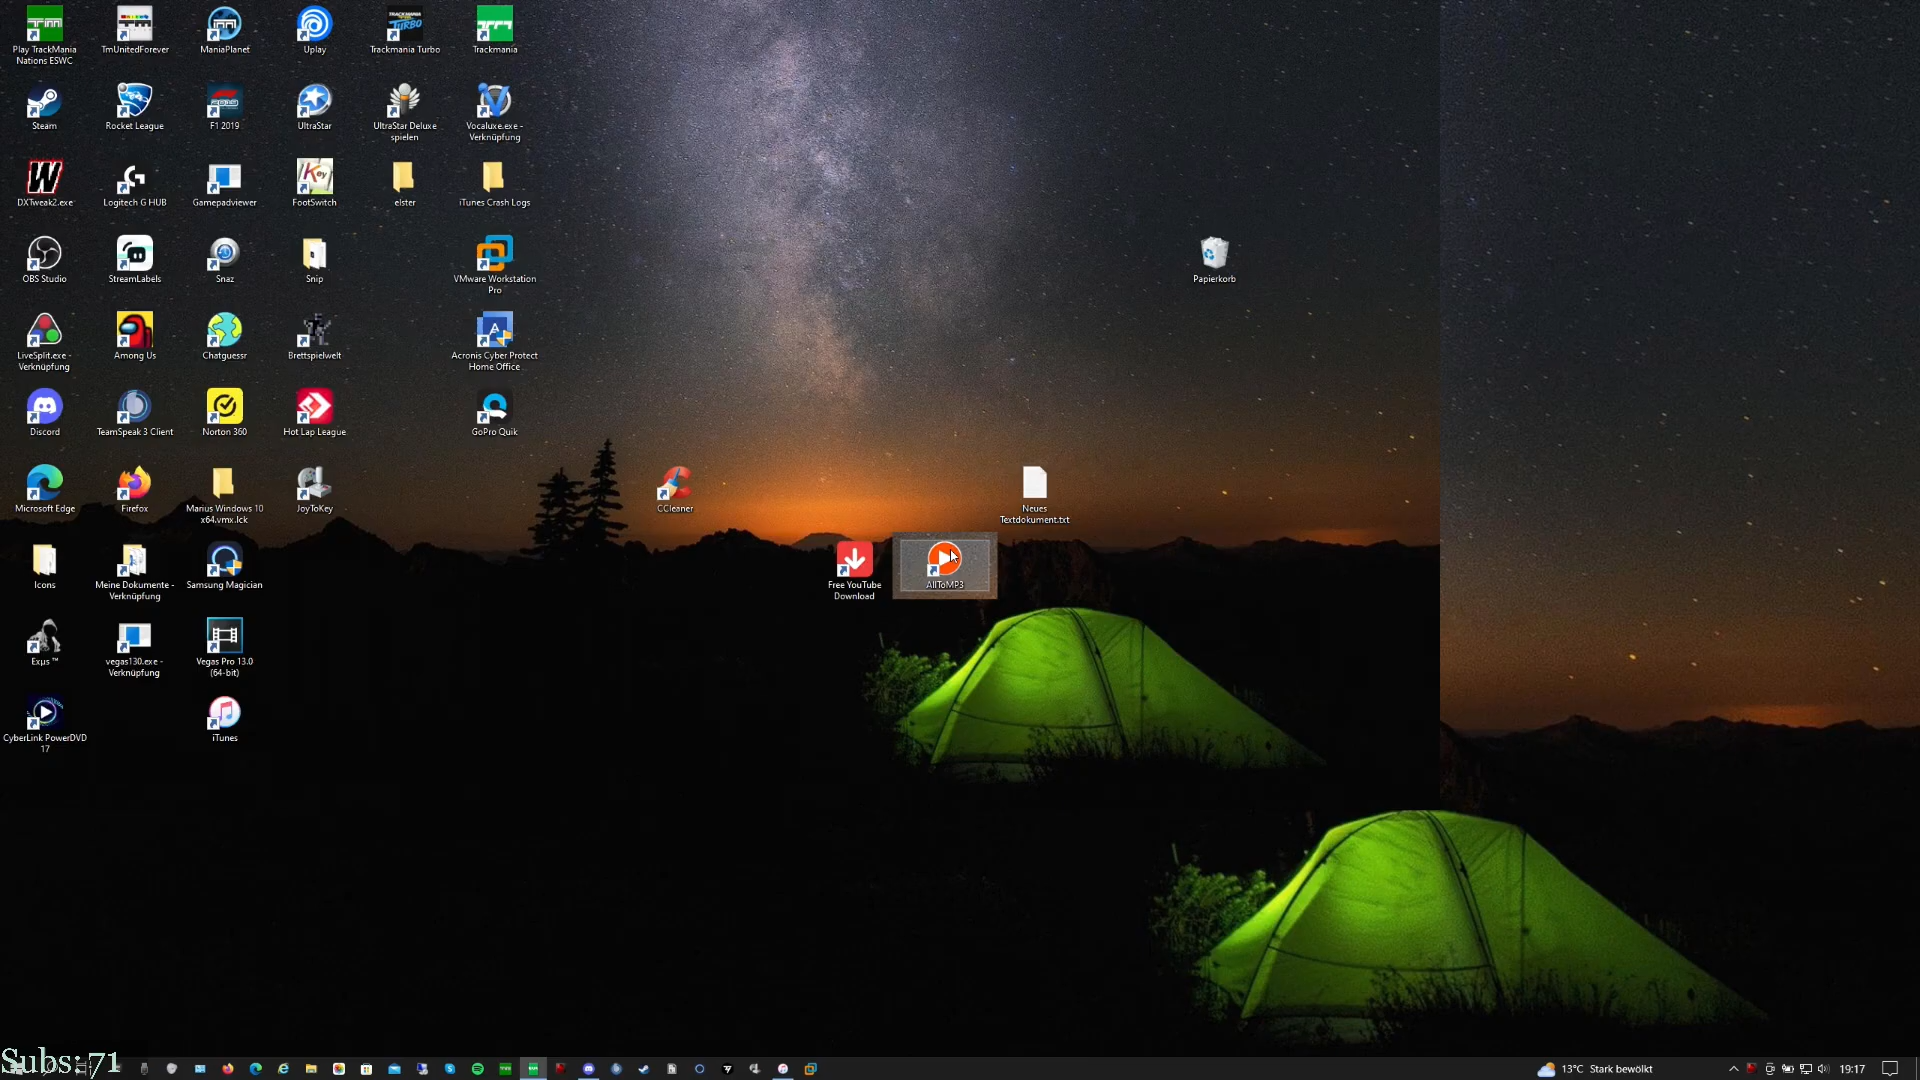 Play TrackMania
Nations ESWC
TmUnitedForever
ManiaPlanet
Uplay
Trackmania Turbo
Trackmania
Steam
Rocket League
F1 2019
UltraStar
UltraStar Deluxe
spielen
Vocaluxe.exe -
Verknüpfung
DXTweak2.exe
Logitech G HUB
Gamepadviewer
FootSwitch
elster
iTunes Crash Logs
OBS Studio
StreamLabels
Snaz
Snip
VMware Workstation
Pro
Papierkorb
LiveSplit.exe -
Verknüpfung
Among Us
Chatguessr
Brettspielwelt
Acronis Cyber Protect
Home Office
Discord
TeamSpeak 3 Client
Norton 360
Hot Lap League
GoPro Quik
Microsoft Edge
Firefox
Marius Windows 10
x64.vmx.lck
JoyToKey
CCleaner
Neues
Textdokument.txt
Icons
Meine Dokumente -
Verknüpfung
Samsung Magician
Free YouTube
Download
AllToMP3
Exµs ™
vegas130.exe -
Verknüpfung
Vegas Pro 13.0
(64-bit)
CyberLink PowerDVD
17
iTunes
Subs: 71
13°C Stark bewölkt
19:17